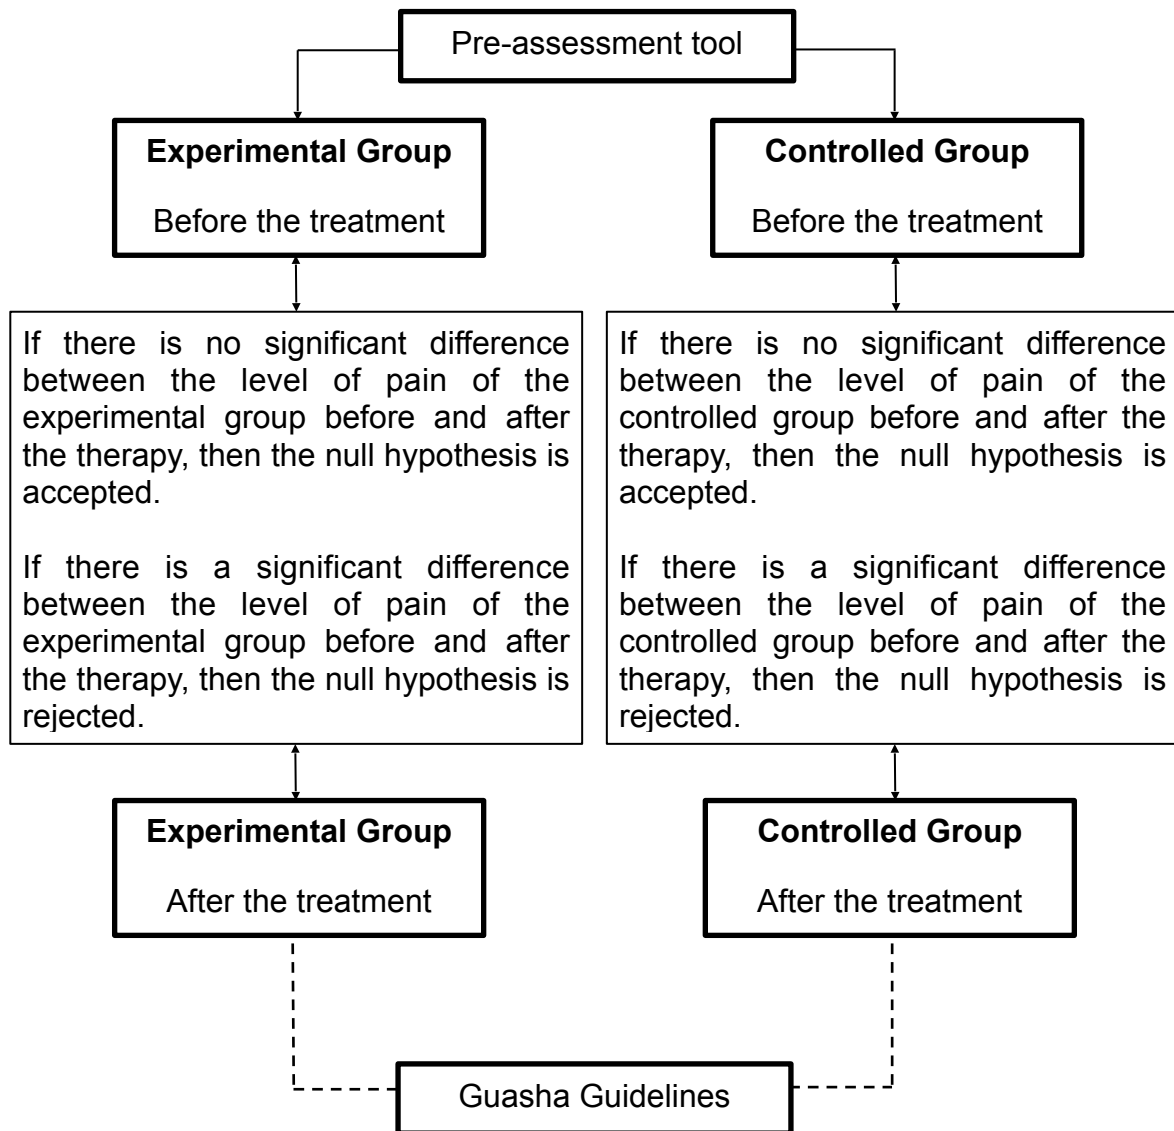 Pre-assessment tool
Experimental Group
Before the treatment
Controlled Group
Before the treatment
If there is no significant difference
between the level of pain of the
experimental group before and after
the therapy, then the null hypothesis is
accepted.
If there is a significant difference
between the level of pain of the
experimental group before and after
the therapy, then the null hypothesis is
rejected.
If there is no significant difference
between the level of pain of the
controlled group before and after the
therapy, then the null hypothesis is
accepted.
If there is a significant difference
between the level of pain of the
controlled group before and after the
therapy, then the null hypothesis is
rejected.
Experimental Group
After the treatment
Controlled Group
After the treatment
Guasha Guidelines